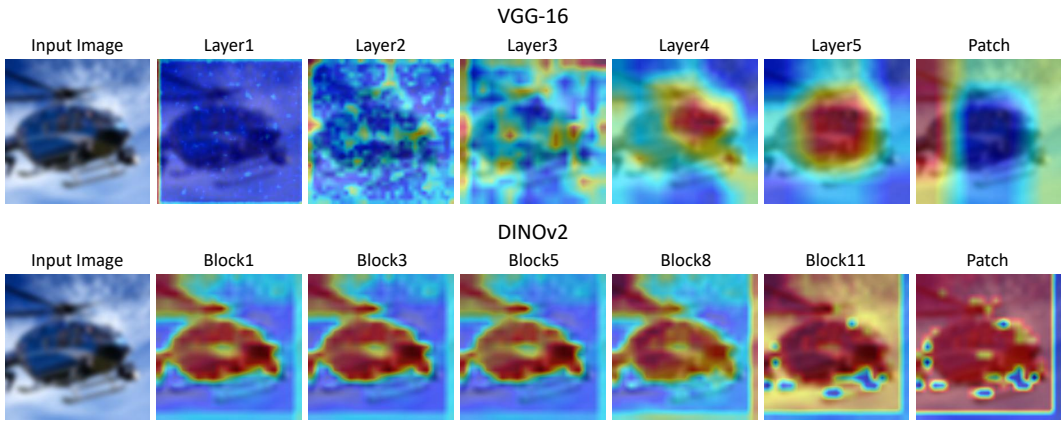 VGG-16
Input Image Layer1 Layer2 Layer3 Layer4 Layer5 Patch
DINOv2
Input Image Block1 Block3 Block5 Block8 Block11 Patch